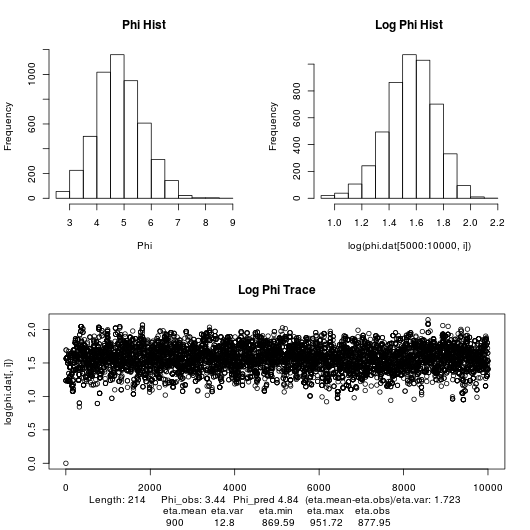 Phi Hist
Log Phi Hist
Frequency
0 200 600 1000
3 4 5 6 7 8 9
Phi
Frequency
0 200 400 600 800
1.0 1.2 1.4 1.6 1.8 2.0 2.2
log(phi.dat[5000:10000, i])
Log Phi Trace
log(phi.dat[, i])
0.0 0.5 1.0 1.5 2.0
0 2000 4000 6000 8000 10000
Length: 214 Phi_obs: 3.44 Phi_pred 4.84 (eta.mean-eta.obs)/eta.var: 1.723
eta.mean eta.var eta.min eta.max eta.obs
900 12.8 869.59 951.72 877.95